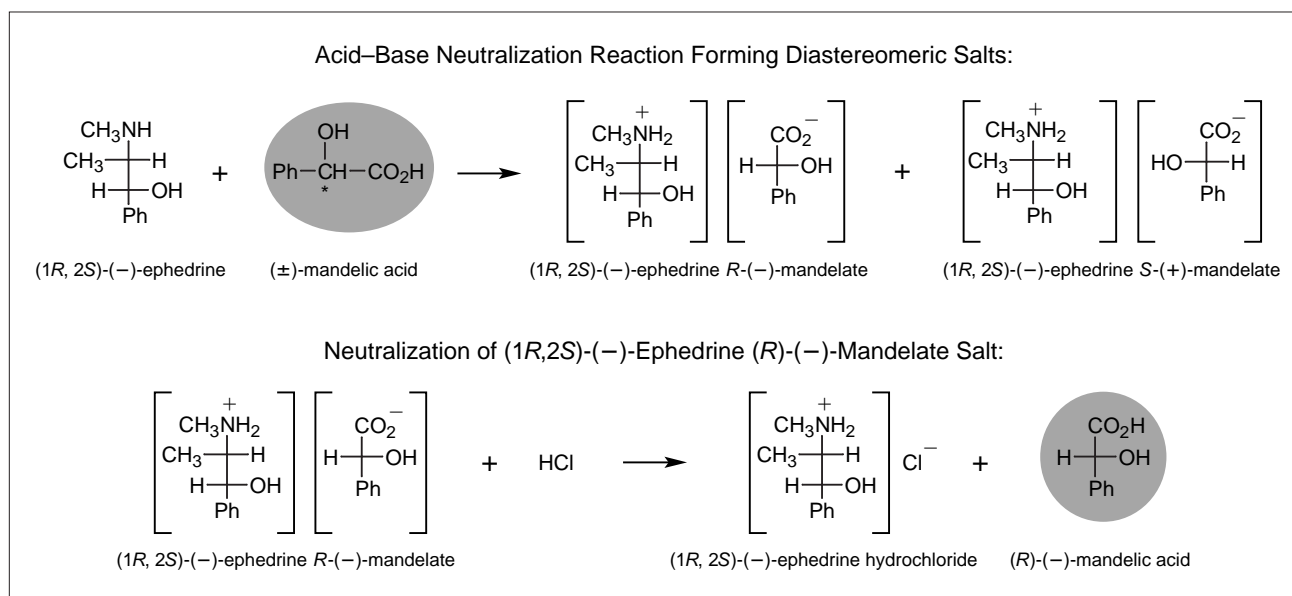 Acid–Base Neutralization Reaction Forming Diastereomeric Salts:
CH3NH
CH3 H
H OH
Ph
+
OH
Ph CH CO2H
*
+
CH3NH2
CH3 H
H OH
Ph
CO2−
H OH
Ph
+
+
CH3NH2
CH3 H
H OH
Ph
CO2−
HO H
Ph
(1R, 2S)-(−)-ephedrine
(±)-mandelic acid
(1R, 2S)-(−)-ephedrine R-(−)-mandelate
(1R, 2S)-(−)-ephedrine S-(+)-mandelate
Neutralization of (1R,2S)-(−)-Ephedrine (R)-(−)-Mandelate Salt:
+
CH3NH2
CH3 H
H OH
Ph
CO2−
H OH
Ph
+ HCl
+
CH3NH2
CH3 H
H OH
Ph
Cl−
+
CO2H
H OH
Ph
(1R, 2S)-(−)-ephedrine R-(−)-mandelate
(1R, 2S)-(−)-ephedrine hydrochloride
(R)-(−)-mandelic acid